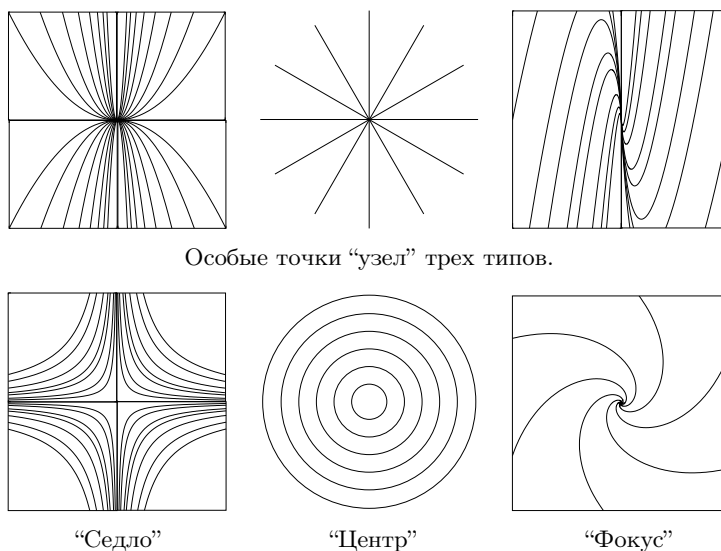 Особые точки “узел” трех типов.
“Седло” “Центр” “Фокус”